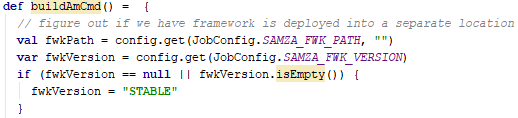 def buildAmCmd() =  {
  // figure out if we have framework is deployed into a separate location
  val fwkPath = config.get(JobConfig.SAMZA_FWK_PATH, "")
  var fwkVersion = config.get(JobConfig.SAMZA_FWK_VERSION)
  if (fwkVersion == null || fwkVersion.isEmpty()) {
    fwkVersion = "STABLE"
  }